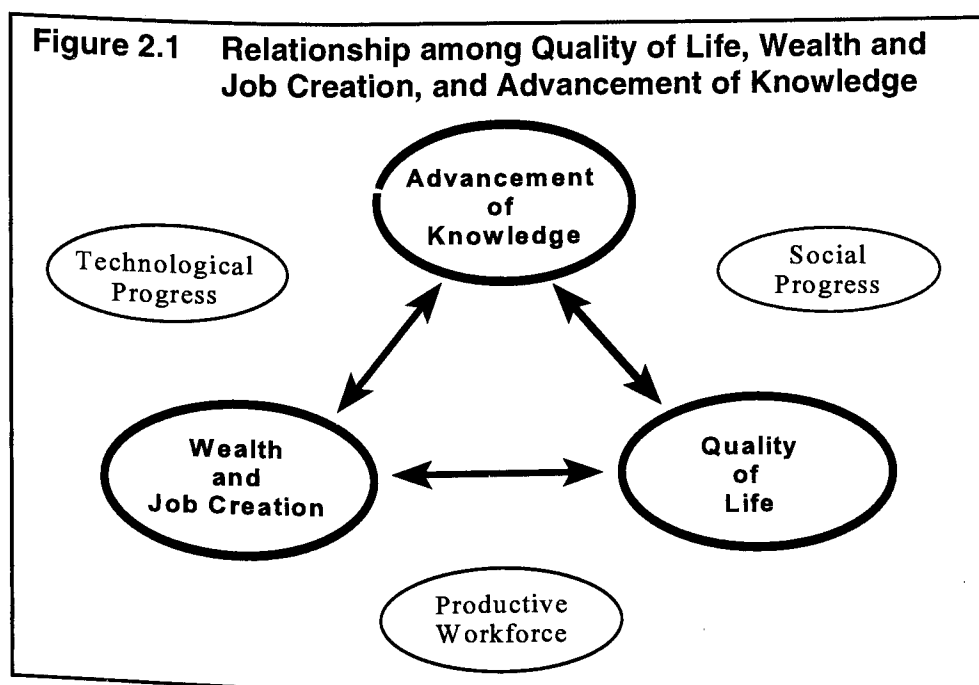 Figure 2.1 Relationship among Quality of Life, Wealth and
Job Creation, and Advancement of Knowledge
Advancement
of
Knowledge
Technological
Progress
Social
Progress
Wealth
and
Job Creation
Quality
of
Life
Productive
Workforce